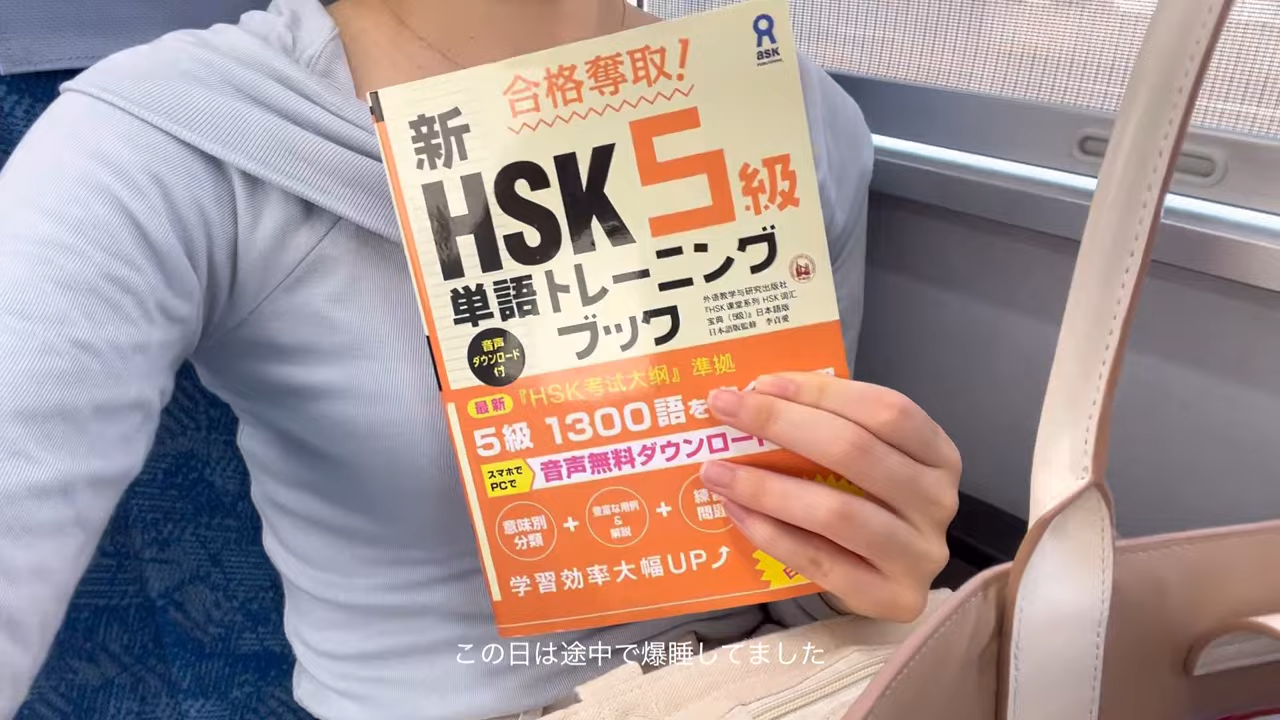 合格奪取!
ask
新
HSK 5級
単語トレーニング
ブック
外语教学与研究出版社
『HSK课堂系列 HSK词汇
宝典（5级）』日本語版
日本語版監修 李貞愛
音声
ダウンロード
付
最新 『HSK考试大纲』準拠
5級 1300語を
スマホで
PCで
音声無料ダウンロード
意味別
分類
+
豊富な用例
&
解説
+
問題
学習効率大幅UP
この日は途中で爆睡してました